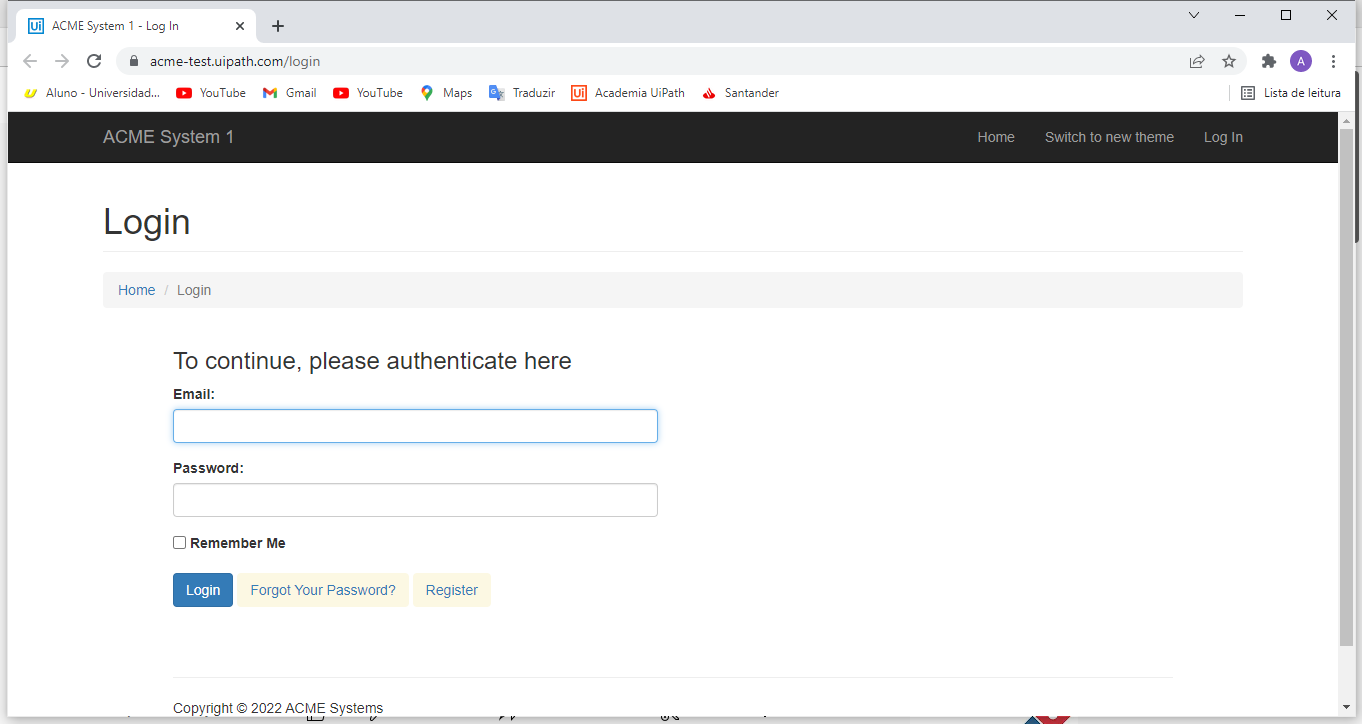 Ui ACME System 1 - Log In
acme-test.uipath.com/login
A
Aluno - Universidad... YouTube Gmail YouTube Maps Traduzir Ui Academia UiPath Santander Lista de leitura
ACME System 1 Home Switch to new theme Log In
Login
Home / Login
To continue, please authenticate here
Email:
Password:
Remember Me
Login Forgot Your Password? Register
Copyright © 2022 ACME Systems